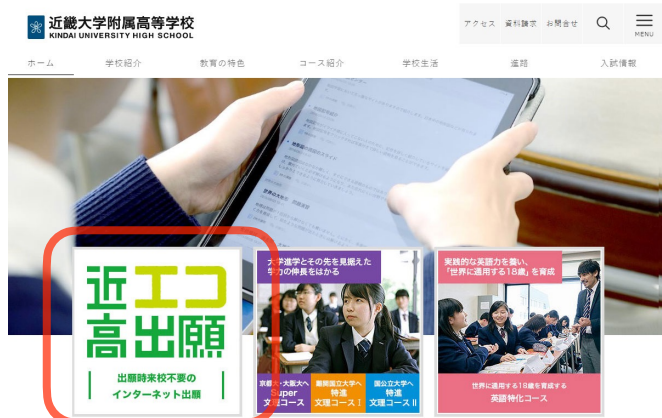 近畿大学附属高等学校
KINDAI UNIVERSITY HIGH SCHOOL
アクセス 資料請求 お問合せ
MENU
ホーム 学校紹介 教育の特色 コース紹介 学校生活 進路 入試情報
近エコ
高出願
出願時来校不要の
インターネット出願
大学進学とその先を見据えた
学力の伸長をはかる
京都大・大阪大へ
Super
文理コース
難関国立大学へ
特進
文理コースⅠ
国公立大学へ
特進
文理コースⅡ
実践的な英語力を養い、
「世界に通用する18歳」を育成
世界に通用する18歳を育成する
英語特化コース